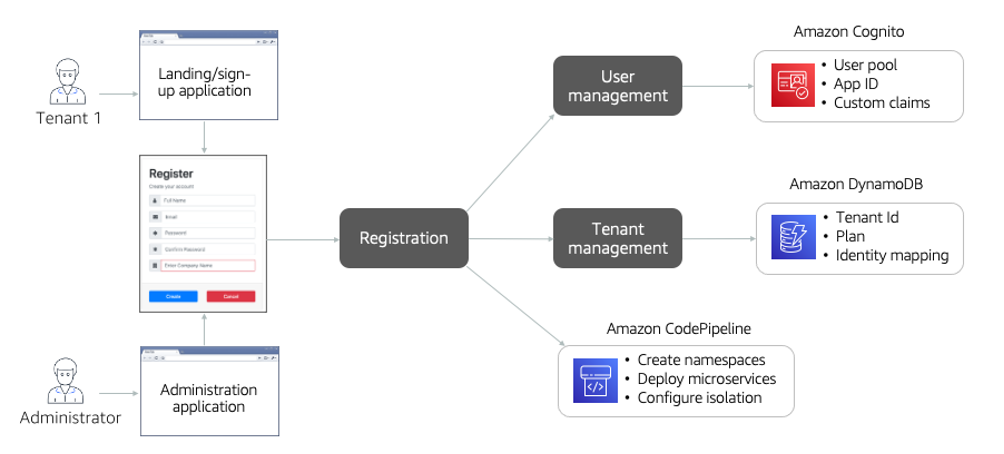 Tenant 1
Landing/sign-
up application
Register
Create your account
Full Name
Email
Password
Confirm Password
Enter Company Name
Create
Cancel
Administrator
Administration
application
Registration
User
management
Amazon Cognito
• User pool
• App ID
• Custom claims
Tenant
management
Amazon DynamoDB
• Tenant Id
• Plan
• Identity mapping
Amazon CodePipeline
• Create namespaces
• Deploy microservices
• Configure isolation